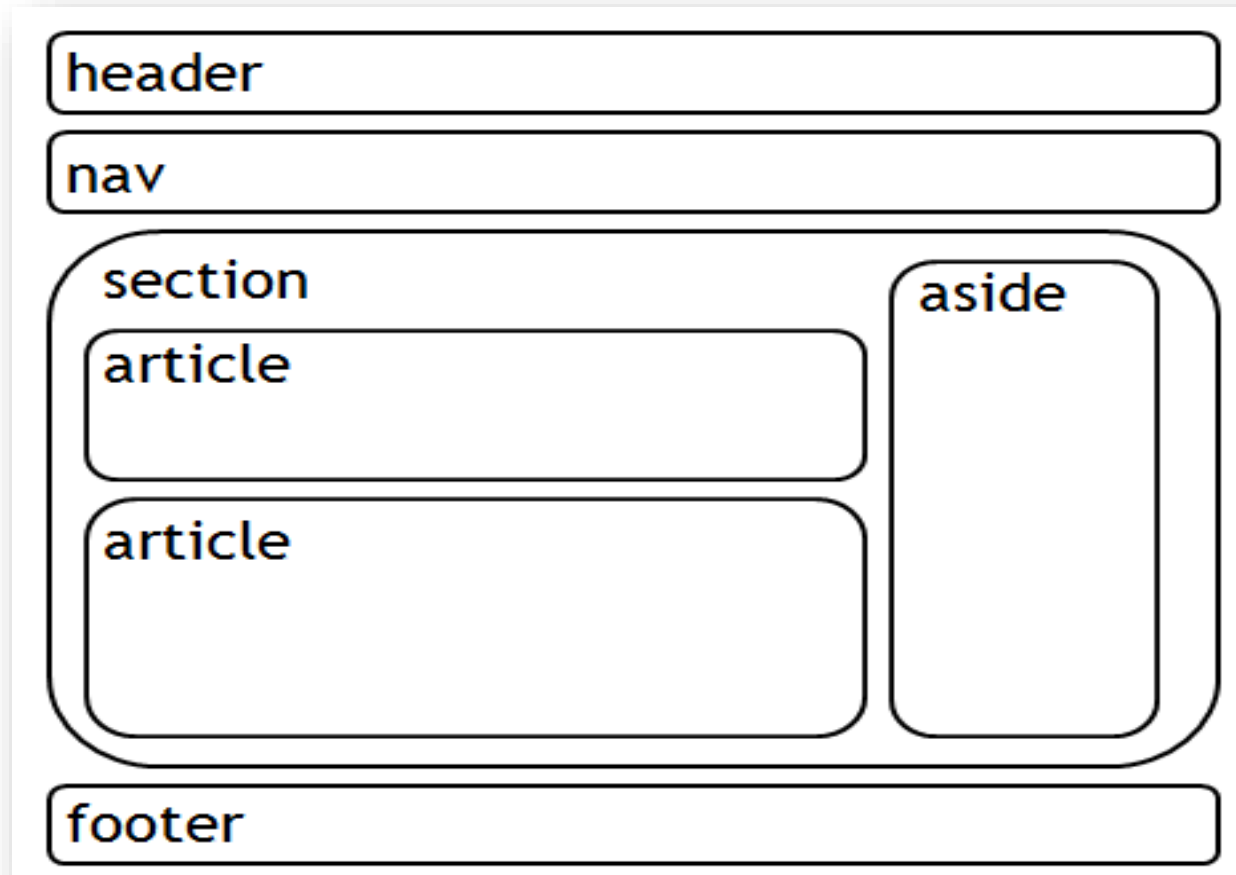 header
nav
section
aside
article
article
footer